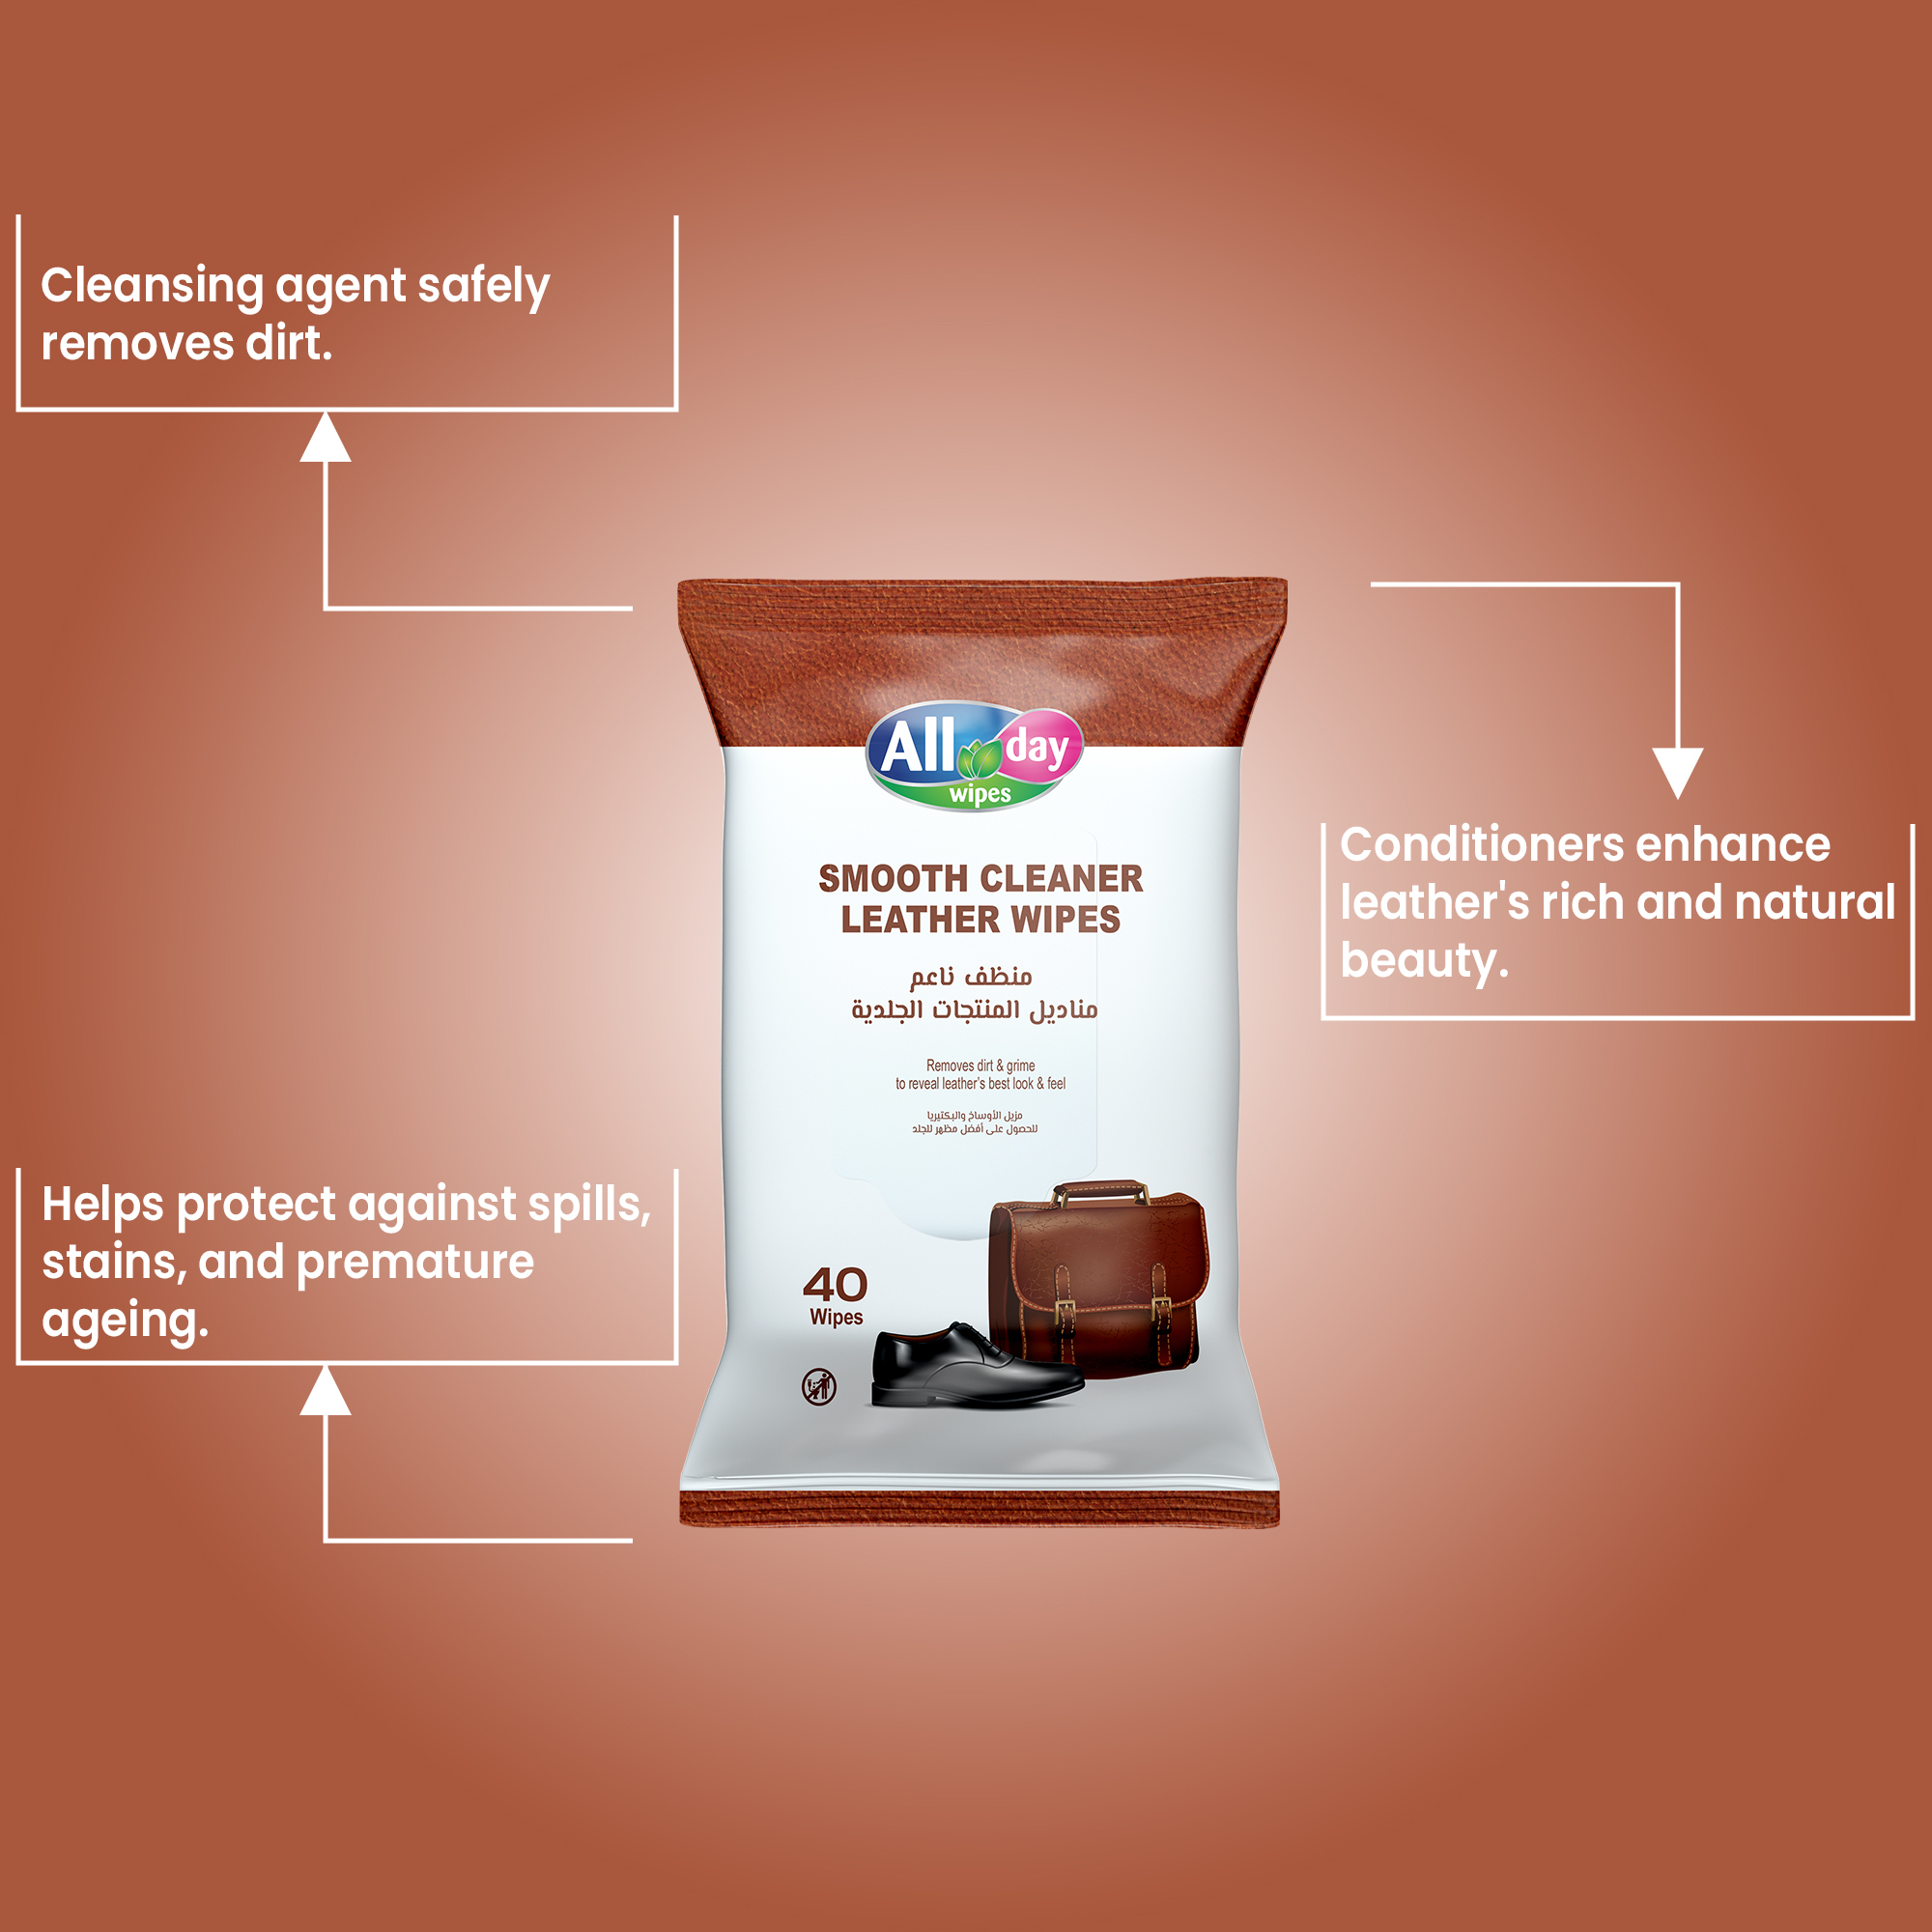 Cleansing agent safely
removes dirt.
All day
wipes
SMOOTH CLEANER
LEATHER WIPES
منظف ناعم
مناديل المنتجات الجلدية
Removes dirt & grime
to reveal leather's best look & feel
مزيل الأوساخ والبكتيريا
للحصول على أفضل مظهر للجلد
40
Wipes
Conditioners enhance
leather's rich and natural
beauty.
Helps protect against spills,
stains, and premature
ageing.